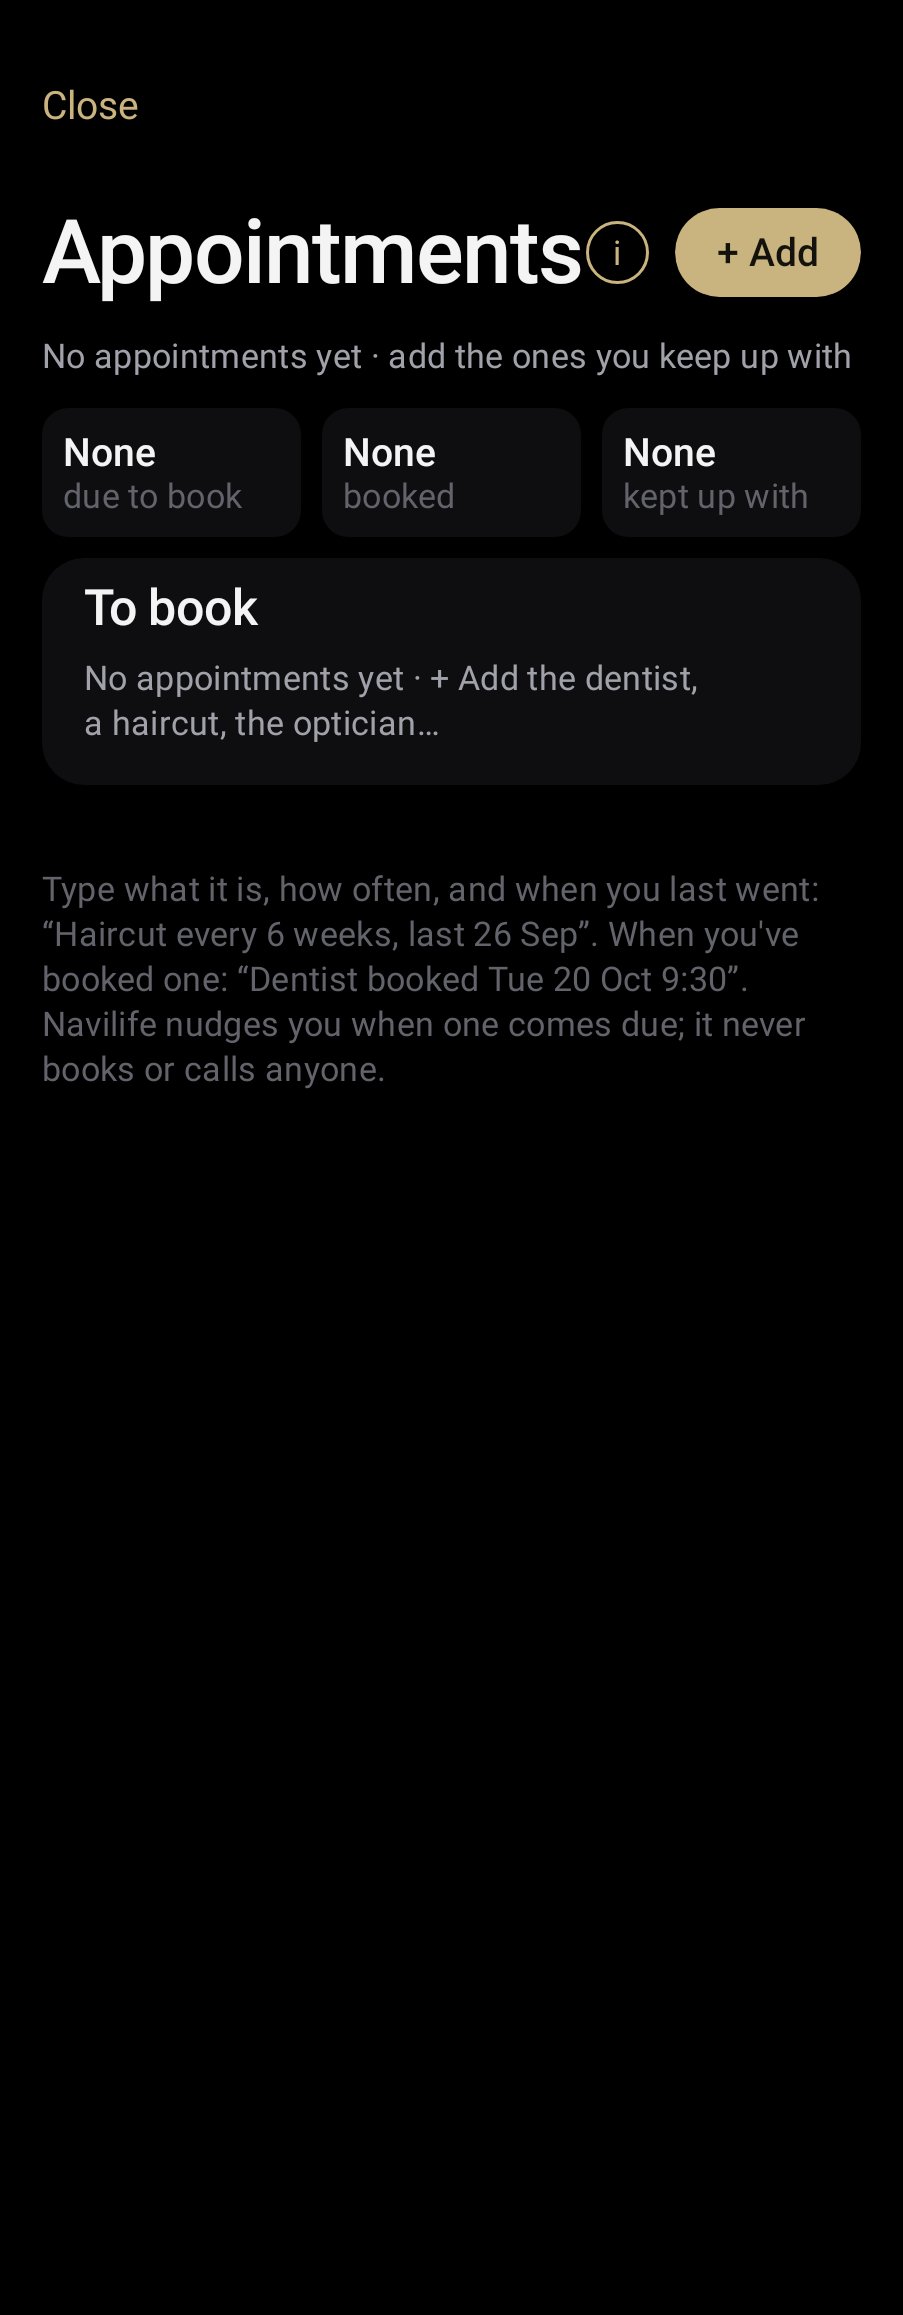 Close
Appointments i + Add
No appointments yet · add the ones you keep up with
None None None
due to book booked kept up with
To book
No appointments yet · + Add the dentist,
a haircut, the optician…
Type what it is, how often, and when you last went:
“Haircut every 6 weeks, last 26 Sep”. When you've
booked one: “Dentist booked Tue 20 Oct 9:30”.
Navilife nudges you when one comes due; it never
books or calls anyone.